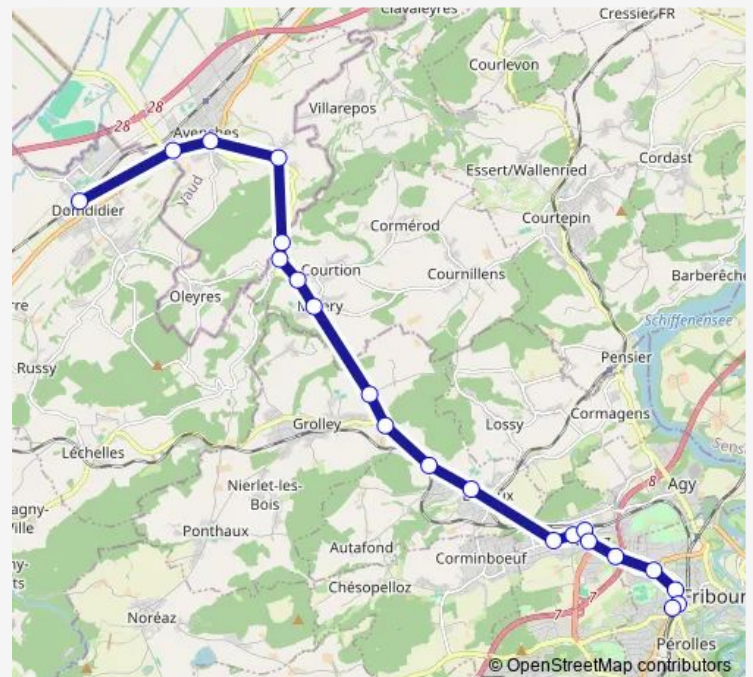 Clavaleyres
Cressier FR
Courlevon
28
28
Villarepos
Avenches
Cordast
Essert/Wallenried
Domdidier
Vaud
Courtepin
Cormérod
Courtion
Cournillens
Barberêche
Oleyres
Schiffenensee
Russy
Pensier
Grolley
Cormagens
Lossy
Léchelles
8
Agy
Nierlet-les-
Bois
Ponthaux
Autafond
Corminboeuf
Chésopelloz
7
7
Noréaz
Fribour
Pérolles
© OpenStreetMap contributors